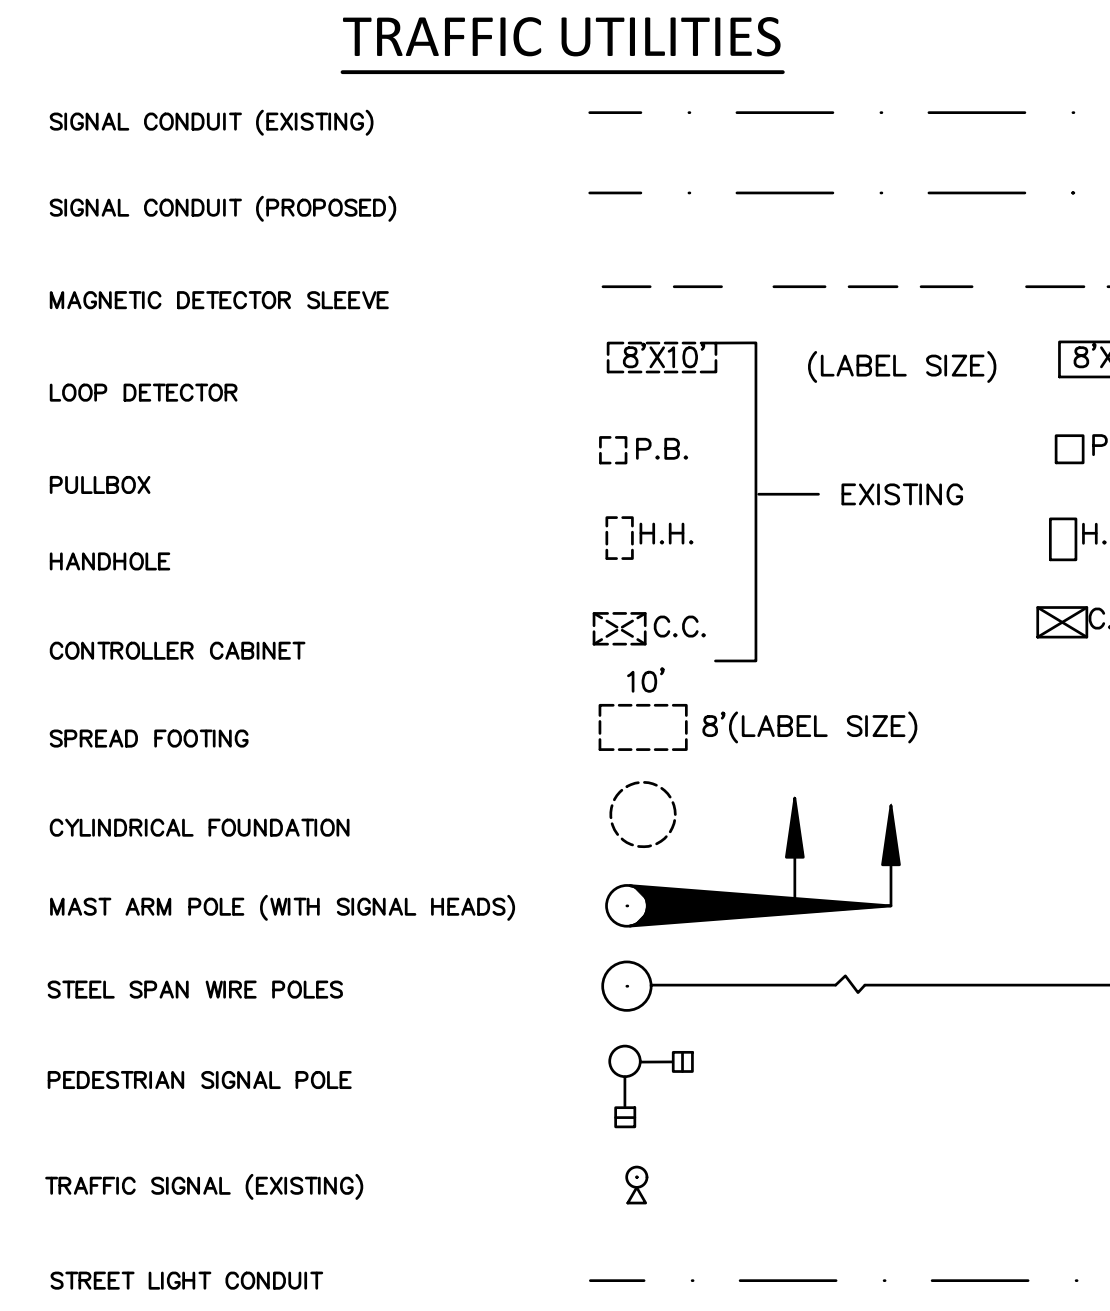 TRAFFIC UTILITIES
SIGNAL CONDUIT (EXISTING)
SIGNAL CONDUIT (PROPOSED)
MAGNETIC DETECTOR SLEEVE
LOOP DETECTOR
8'X10'
(LABEL SIZE)
8'X
PULLBOX
P.B.
P
EXISTING
HANDHOLE
H.H.
H.
CONTROLLER CABINET
C.C.
C.
SPREAD FOOTING
10'
8'(LABEL SIZE)
CYLINDRICAL FOUNDATION
MAST ARM POLE (WITH SIGNAL HEADS)
STEEL SPAN WIRE POLES
PEDESTRIAN SIGNAL POLE
TRAFFIC SIGNAL (EXISTING)
STREET LIGHT CONDUIT